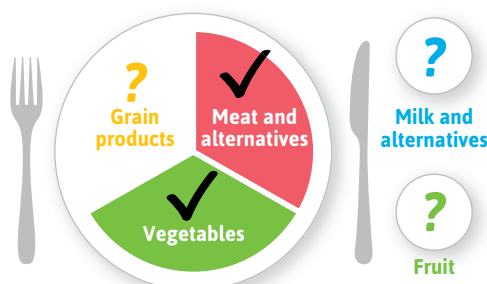 ?
Grain
products
Meat and
alternatives
Vegetables
?
Milk and
alternatives
?
Fruit